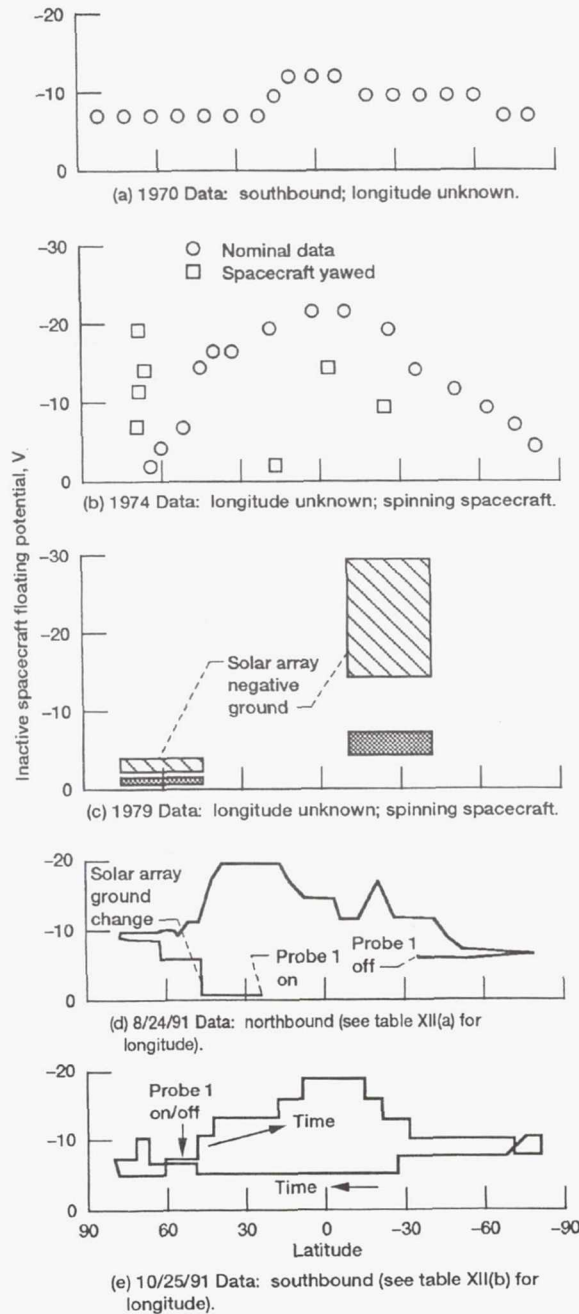 −20
−10
0
(a) 1970 Data: southbound; longitude unknown.
−30
Nominal data
Spacecraft yawed
−20
−10
0
(b) 1974 Data: longitude unknown; spinning spacecraft.
Inactive spacecraft floating potential, V
−30
−20
Solar array
negative
ground
−10
0
(c) 1979 Data: longitude unknown; spinning spacecraft.
−20
Solar array
ground
change
−10
Probe 1
on
Probe 1
off
0
(d) 8/24/91 Data: northbound (see table XII(a) for
longitude).
−20
Probe 1
on/off
Time
−10
Time
0
90 60 30 0 −30 −60 −90
Latitude
(e) 10/25/91 Data: southbound (see table XII(b) for
longitude).